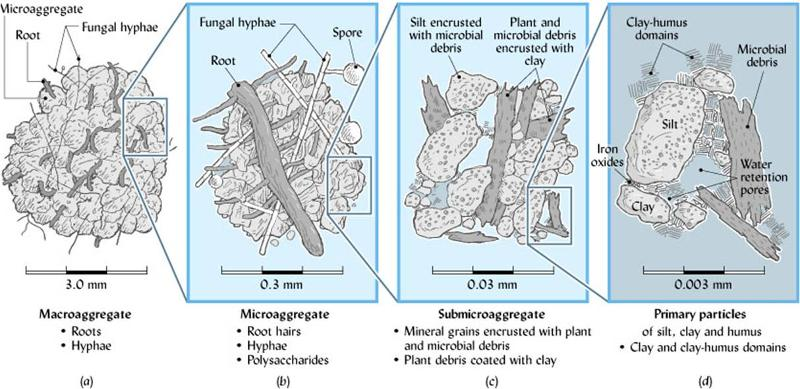 Microaggregate
Root
Fungal hyphae
3.0 mm
Macroaggregate
• Roots
• Hyphae
(a)
Fungal hyphae
Spore
Root
0.3 mm
Microaggregate
• Root hairs
• Hyphae
• Polysaccharides
(b)
Silt encrusted
with microbial
debris
Plant and
microbial debris
encrusted with
clay
0.03 mm
Submicroaggregate
• Mineral grains encrusted with plant
and microbial debris
• Plant debris coated with clay
(c)
Clay-humus
domains
Microbial
debris
Silt
Iron
oxides
Water
retention
pores
Clay
0.003 mm
Primary particles
of silt, clay and humus
• Clay and clay-humus domains
(d)